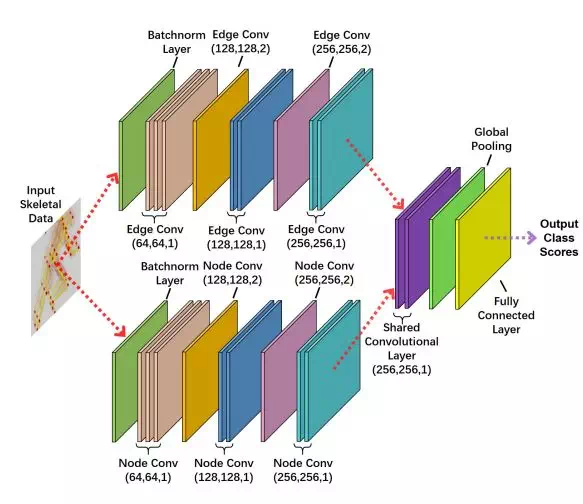 Batchnorm
Layer
Edge Conv
(128,128,2)
Edge Conv
(256,256,2)
Global
Pooling
Input
Skeletal
Data
Edge Conv
(64,64,1)
Edge Conv
(128,128,1)
Edge Conv
(256,256,1)
Output
Class
Scores
Batchnorm
Layer
Node Conv
(128,128,2)
Node Conv
(256,256,2)
Fully
Connected
Layer
Shared
Convolutional
Layer
(256,256,1)
Node Conv
(64,64,1)
Node Conv
(128,128,1)
Node Conv
(256,256,1)